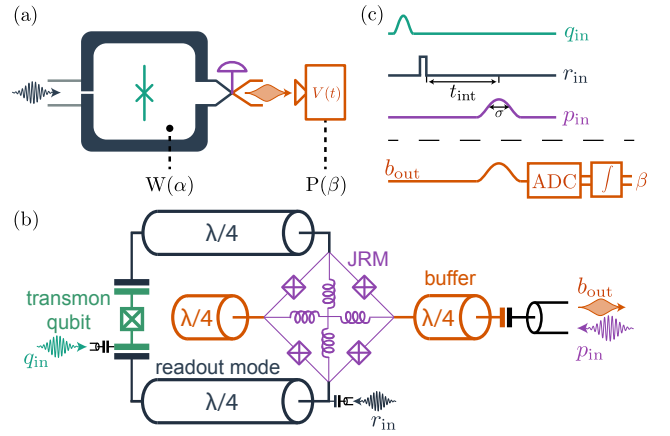 (a)
V(t)
W(α)
P(β)
(c)
q_in
r_in
t_int
p_in
σ
b_out
ADC
∫
β
(b)
λ/4
JRM
buffer
transmon
qubit
λ/4
λ/4
b_out
p_in
q_in
readout mode
λ/4
r_in